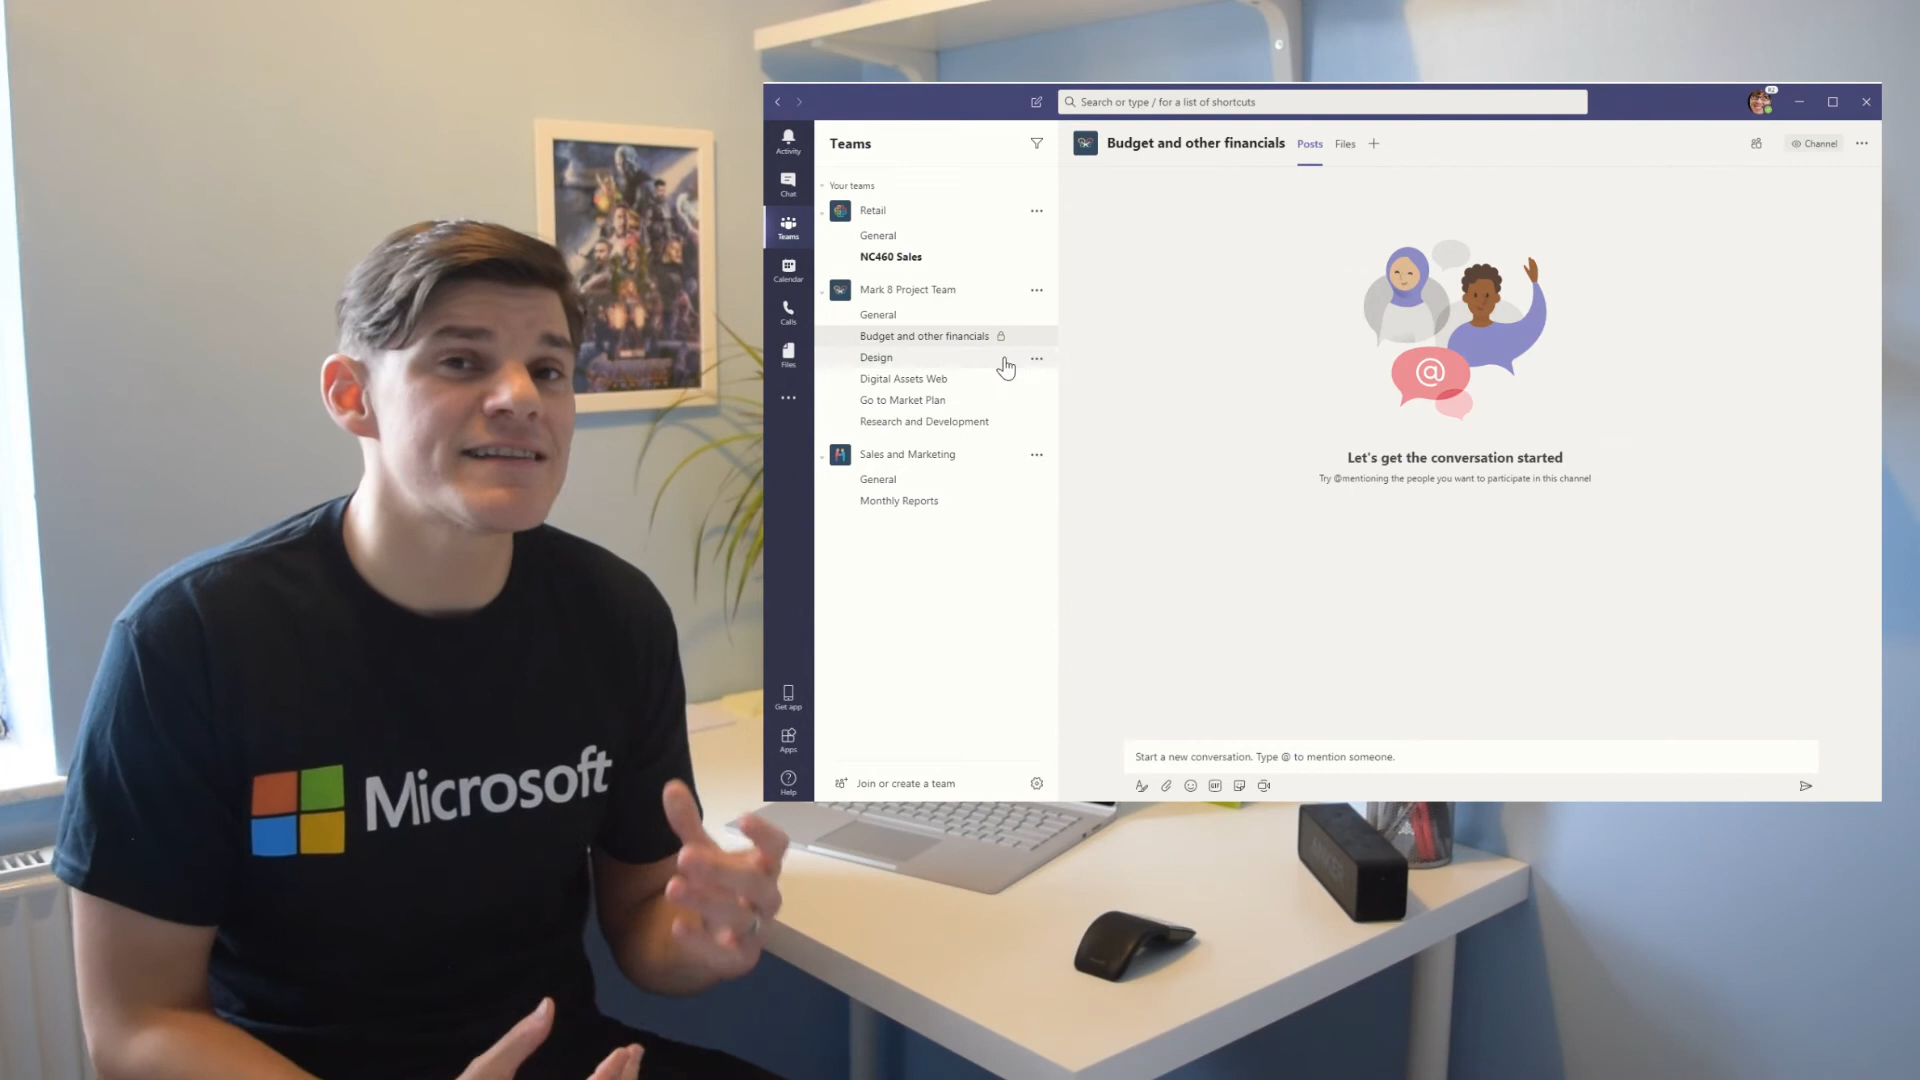 Microsoft
Search or type / for a list of shortcuts
Activity
Chat
Teams
Calendar
Calls
Files
Get app
Apps
Help
Teams
Your teams
Retail
General
NC460 Sales
Mark 8 Project Team
General
Budget and other financials
Design
Digital Assets Web
Go to Market Plan
Research and Development
Sales and Marketing
General
Monthly Reports
Join or create a team
Budget and other financials Posts Files
Channel
@
Let's get the conversation started
Try @mentioning the people you want to participate in this channel
Start a new conversation. Type @ to mention someone.
GIF